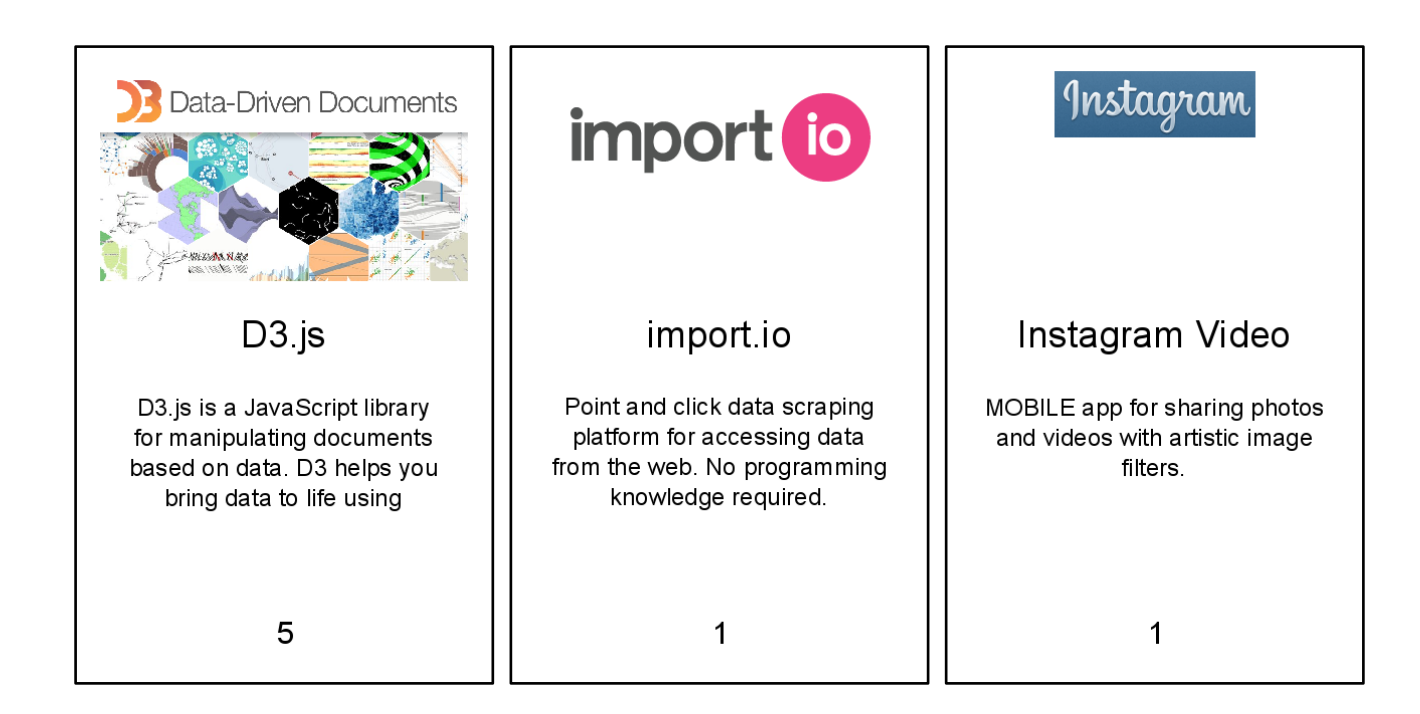 D3 Data-Driven Documents
D3.js
D3.js is a JavaScript library
for manipulating documents
based on data. D3 helps you
bring data to life using
5
import io
import.io
Point and click data scraping
platform for accessing data
from the web. No programming
knowledge required.
1
Instagram
Instagram Video
MOBILE app for sharing photos
and videos with artistic image
filters.
1